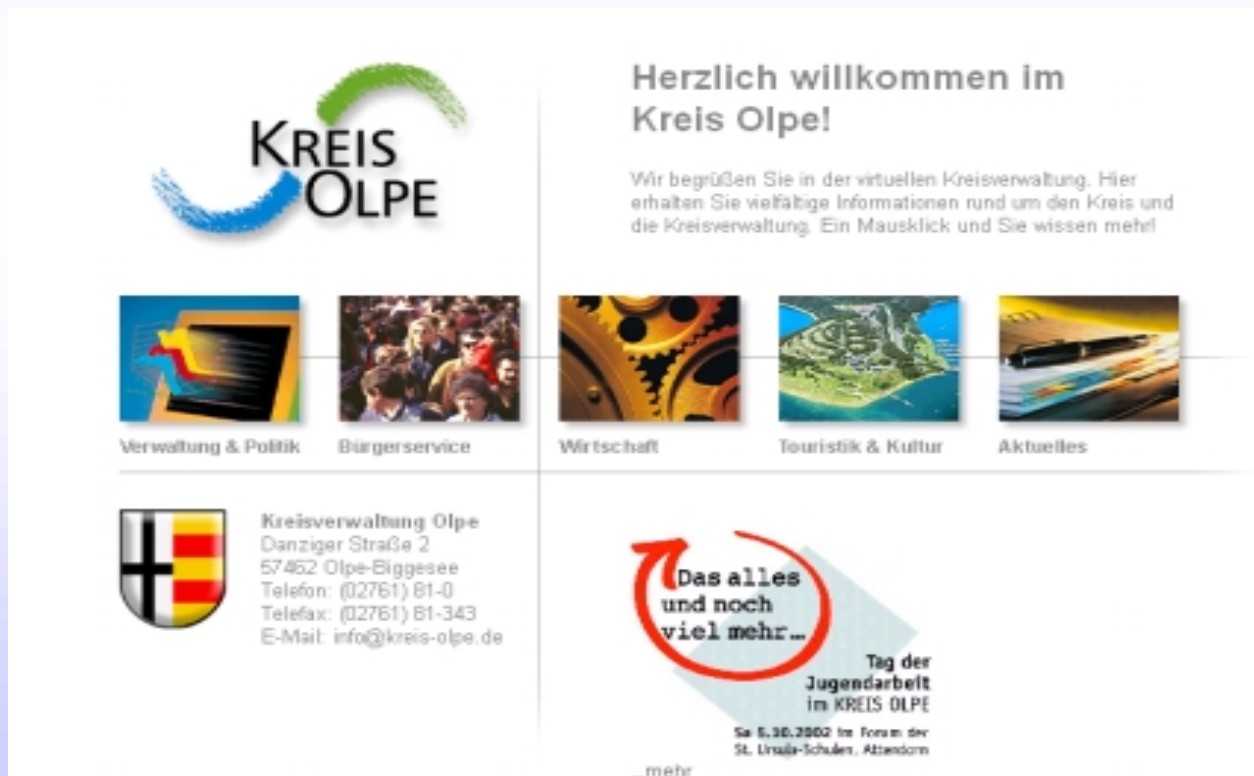 KREIS
OLPE
Herzlich willkommen im
Kreis Olpe!
Wir begrüßen Sie in der virtuellen Kreisverwaltung. Hier
erhalten Sie vielfältige Informationen rund um den Kreis und
die Kreisverwaltung. Ein Mausklick und Sie wissen mehr!
Verwaltung & Politik
Bürgerservice
Wirtschaft
Touristik & Kultur
Aktuelles
Kreisverwaltung Olpe
Danziger Straße 2
57462 Olpe-Biggesee
Telefon: (02761) 81-0
Telefax: (02761) 81-343
E-Mail: info@kreis-olpe.de
Das alles
und noch
viel mehr...
Tag der
Jugendarbeit
im KREIS OLPE
Sa 5.10.2002 im Forum der
St. Ursula-Schulen, Attendorn
...mehr